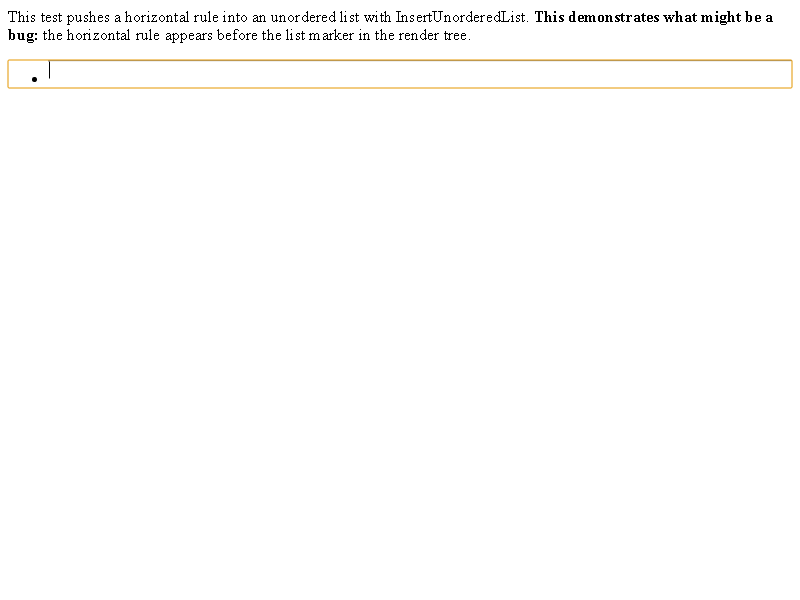 This test pushes a horizontal rule into an unordered list with InsertUnorderedList. This demonstrates what might be a
bug: the horizontal rule appears before the list marker in the render tree.